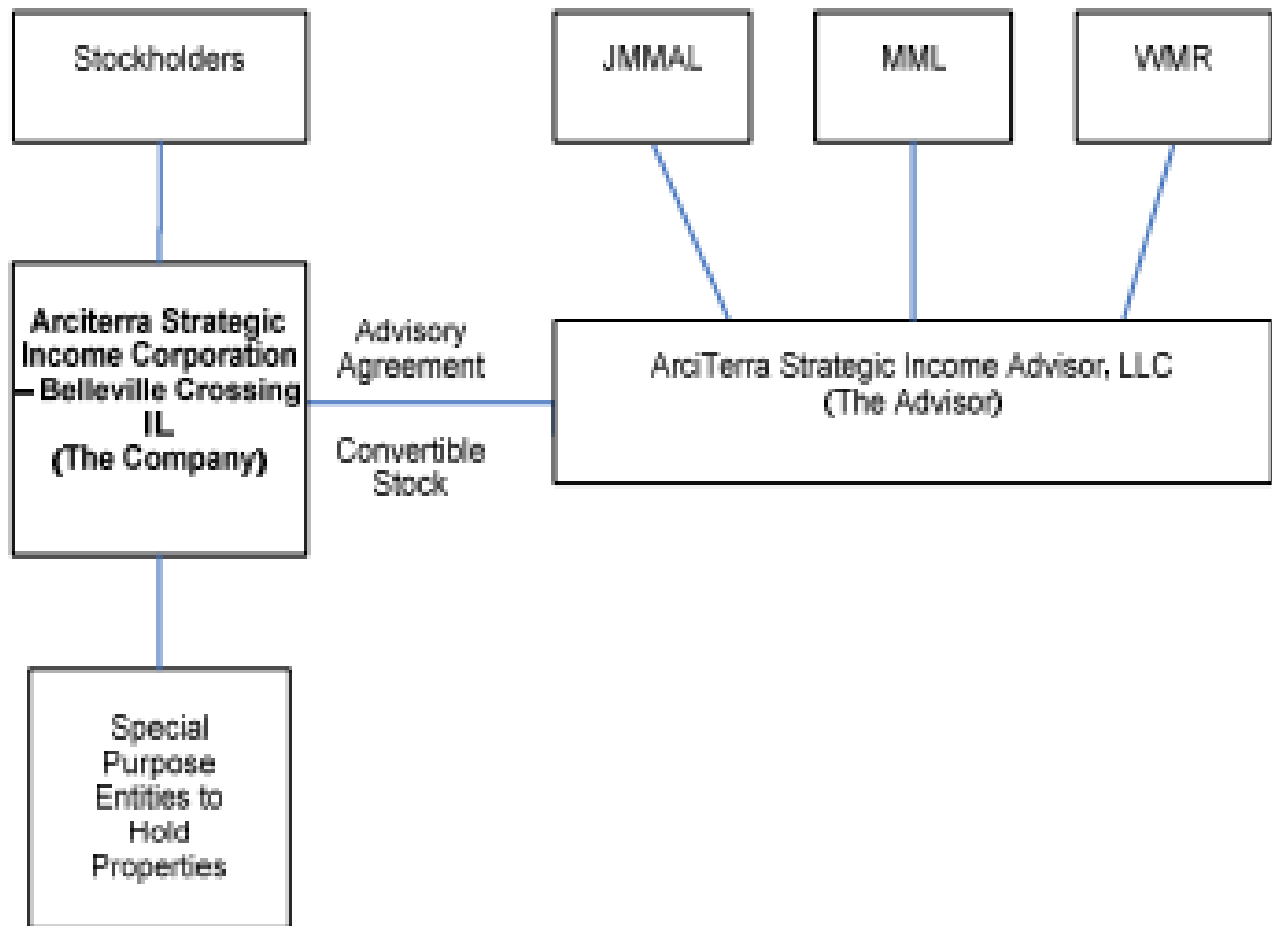 Stockholders
JMMAL
MML
WMR
Arciterra Strategic
Income Corporation
– Belleville Crossing
IL
(The Company)
Advisory
Agreement
Convertible
Stock
ArciTerra Strategic Income Advisor, LLC
(The Advisor)
Special
Purpose
Entities to
Hold
Properties